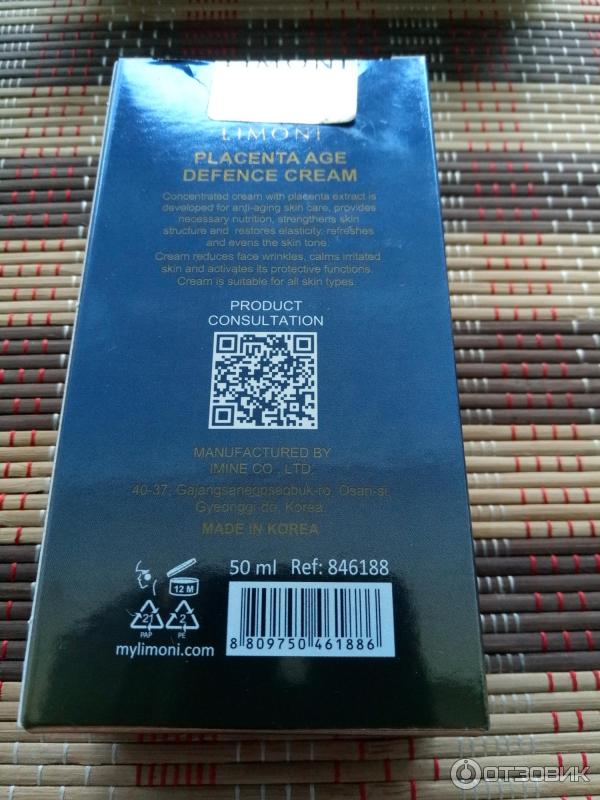 LIMONI
LIMONI
PLACENTA AGE
DEFENCE CREAM
Concentrated cream with placenta extract is
developed for anti-aging skin care, provides
necessary nutrition, strengthens skin
structure and restores elasticity, refreshes
and evens the skin tone.
Cream reduces face wrinkles, calms irritated
skin and activates its protective functions.
Cream is suitable for all skin types.
PRODUCT
CONSULTATION
MANUFACTURED BY
IMINE CO., LTD.
40-37, Gajangsaneopseobuk-ro, Osan-si,
Gyeonggi-do, Korea.
MADE IN KOREA
50 ml Ref: 846188
12 M
21 2
PAP PE
mylimoni.com
8 809750 461886
ОТЗОВИК